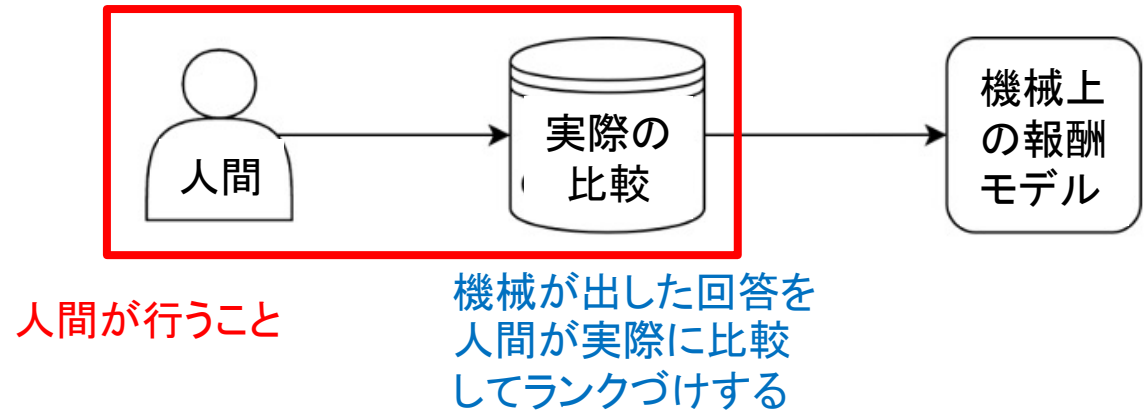 人間
実際の
比較
機械上
の報酬
モデル
人間が行うこと
機械が出した回答を
人間が実際に比較
してランクづけする